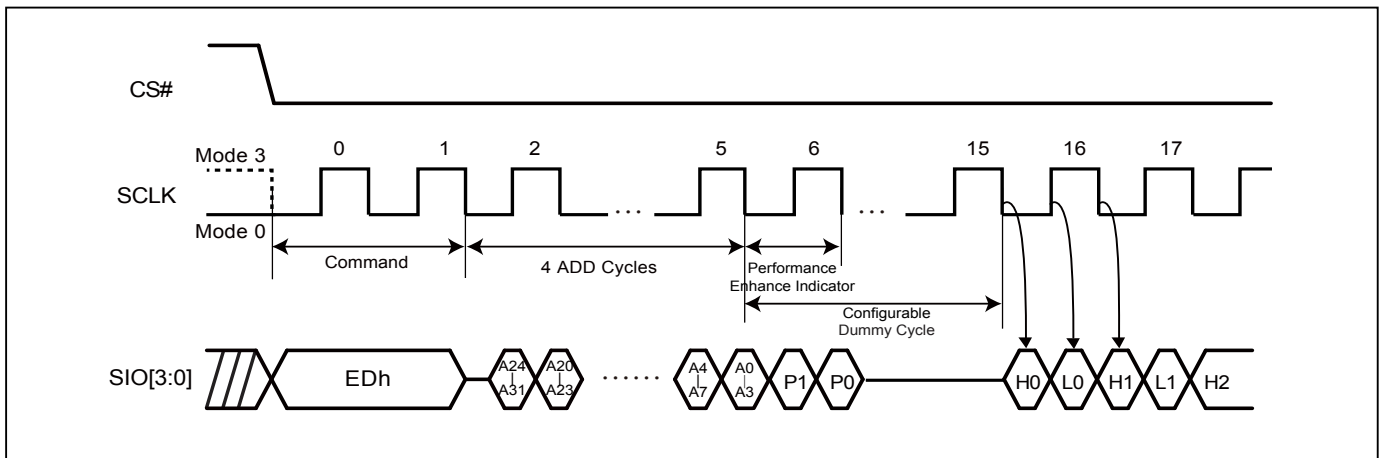 CS#
Mode 3
0 1 2 5 6 15 16 17
SCLK
... ...
Mode 0
Command
4 ADD Cycles
Performance
Enhance Indicator
Configurable
Dummy Cycle
SIO[3:0]
EDh
A24
|
A31
A20
|
A23
......
A4
|
A7
A0
|
A3
P1
P0
H0
L0
H1
L1
H2